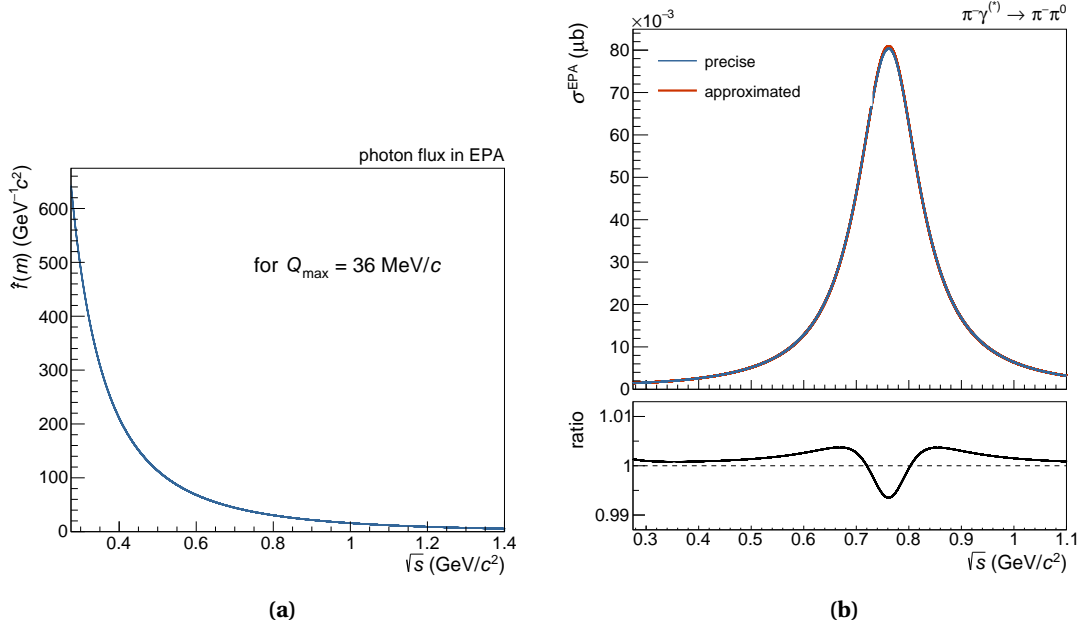 photon flux in EPA
f̂(m) (GeV⁻¹c²)
600
500
400
300
200
100
0
for Q_max = 36 MeV/c
0.4 0.6 0.8 1 1.2 1.4
√s (GeV/c²)
(a)
×10⁻³
π⁻γ⁽*⁾ → π⁻π⁰
σ^EPA (μb)
80
70
60
50
40
30
20
10
0
precise
approximated
ratio
1.01
1
0.99
0.3 0.4 0.5 0.6 0.7 0.8 0.9 1 1.1
√s (GeV/c²)
(b)